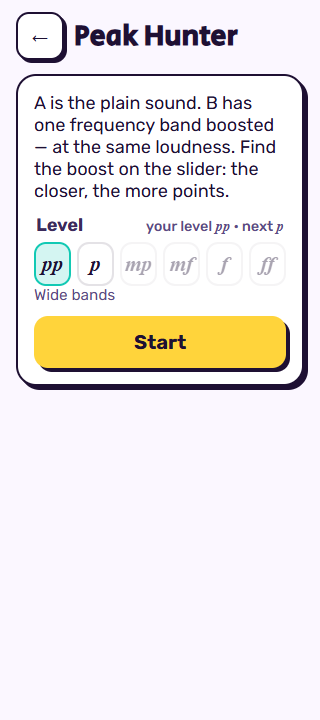 ← Peak Hunter
A is the plain sound. B has
one frequency band boosted
— at the same loudness. Find
the boost on the slider: the
closer, the more points.
Level your level pp • next p
pp p mp mf f ff
Wide bands
Start